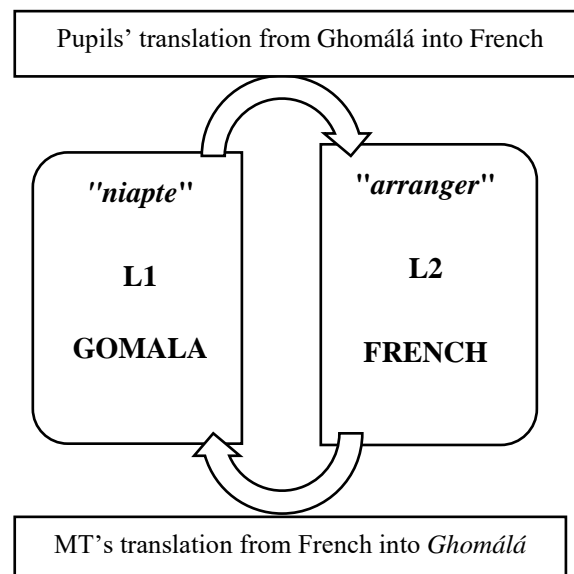 Pupils’ translation from Ghomálá into French
"niapte"
L1
GOMALA
"arranger"
L2
FRENCH
MT’s translation from French into Ghomálá